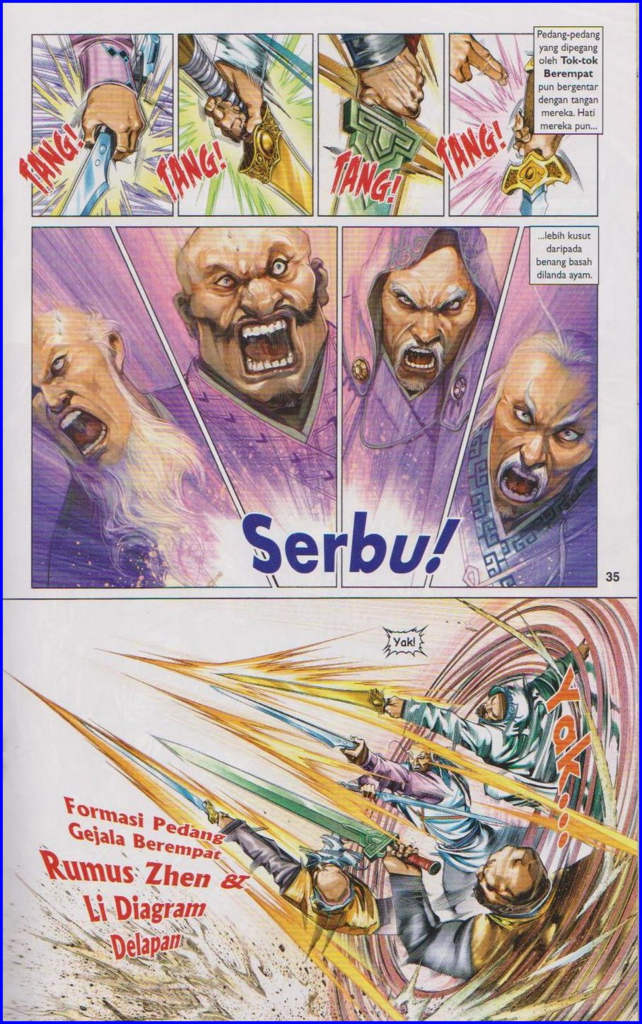 TANG!
TANG!
TANG!
TANG!
Pedang-pedang
yang dipegang
oleh Tok-tok
Berempat
pun bergentar
dengan tangan
mereka. Hati
mereka pun...
...lebih kusut
daripada
benang basah
dilanda ayam.
Serbu!
35
Yak!
Yak...
Formasi Pedang
Gejala Berempat
Rumus Zhen &
Li Diagram
Delapan